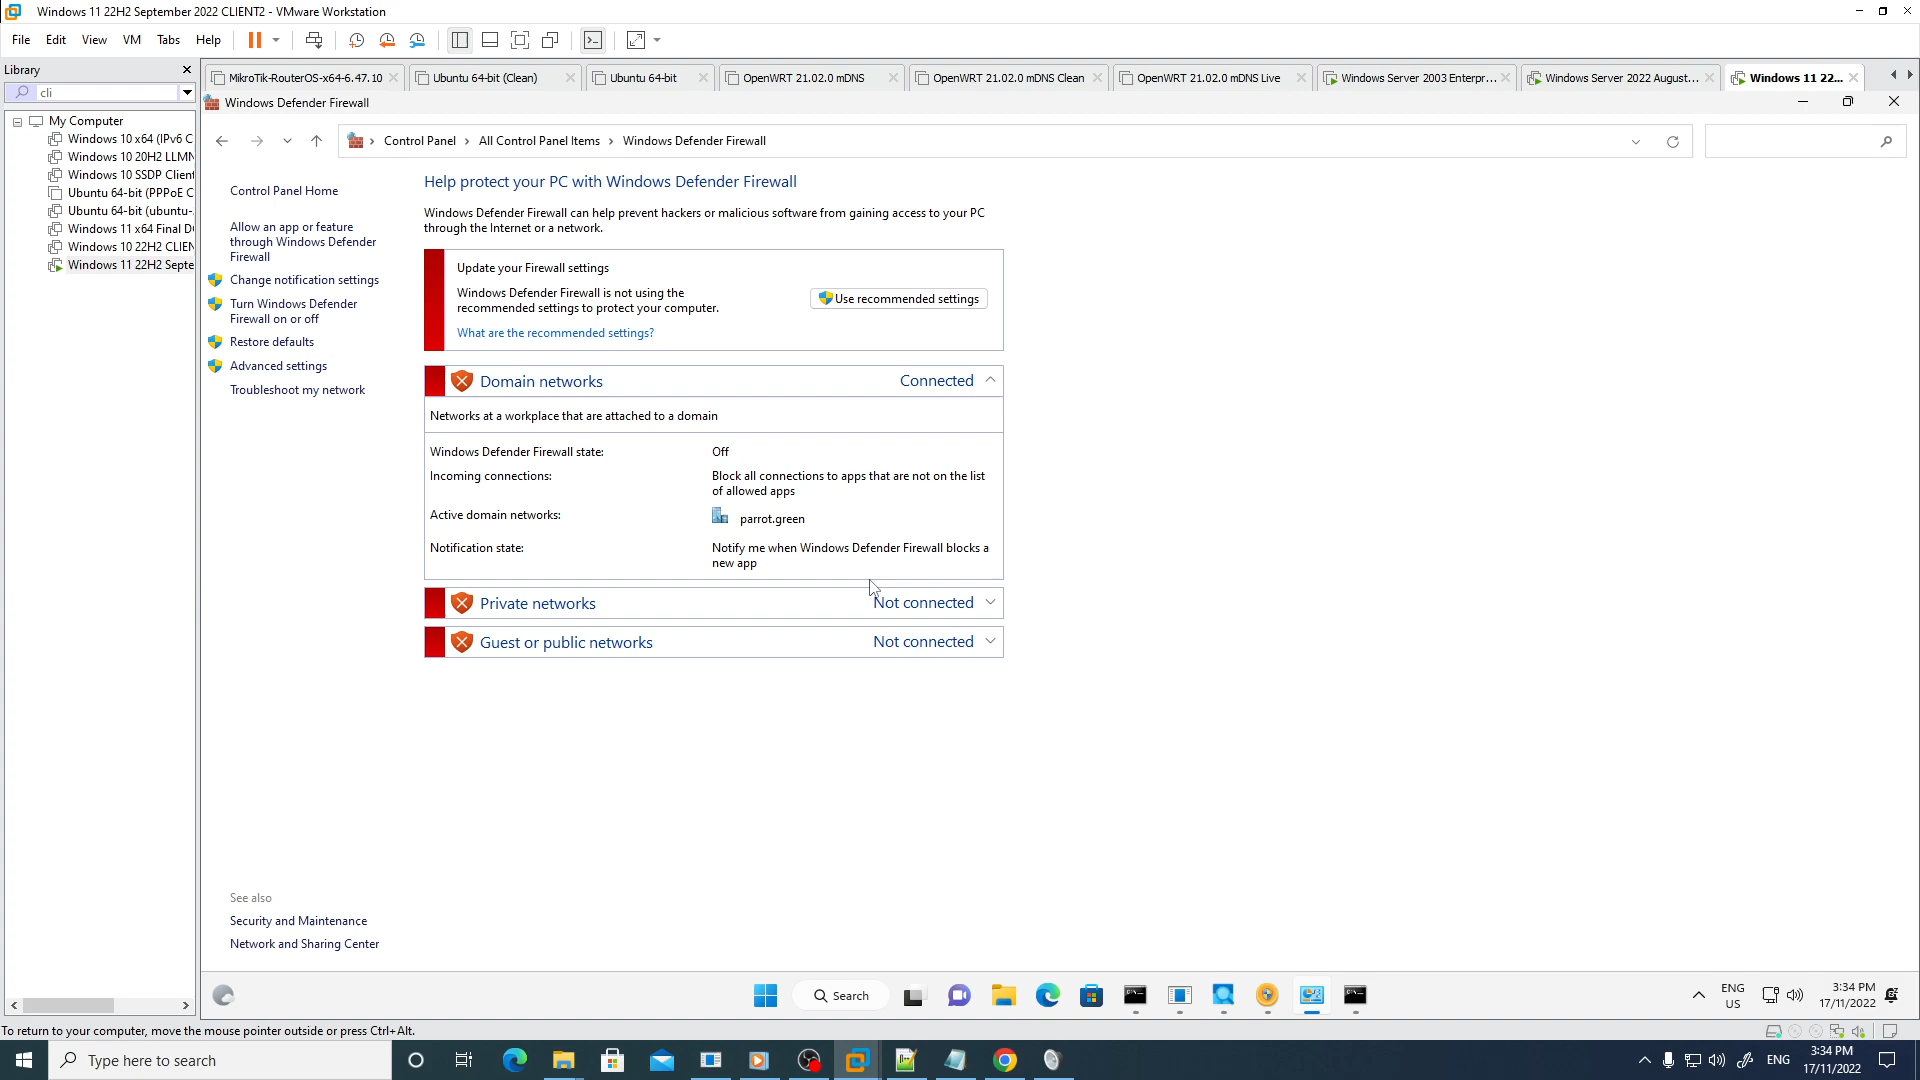 Windows 11 22H2 September 2022 CLIENT2 - VMware Workstation
File Edit View VM Tabs Help
Library
cli
My Computer
Windows 10 x64 (IPv6 C
Windows 10 20H2 LLMN
Windows 10 SSDP Client
Ubuntu 64-bit (PPPoE C
Ubuntu 64-bit (ubuntu-
Windows 11 x64 Final D
Windows 10 22H2 CLIEN
Windows 11 22H2 Septe
MikroTik-RouterOS-x64-6.47.10 Ubuntu 64-bit (Clean) Ubuntu 64-bit OpenWRT 21.02.0 mDNS OpenWRT 21.02.0 mDNS Clean OpenWRT 21.02.0 mDNS Live Windows Server 2003 Enterpr... Windows Server 2022 August... Windows 11 22...
Windows Defender Firewall
Control Panel All Control Panel Items Windows Defender Firewall
Control Panel Home
Allow an app or feature
through Windows Defender
Firewall
Change notification settings
Turn Windows Defender
Firewall on or off
Restore defaults
Advanced settings
Troubleshoot my network
Help protect your PC with Windows Defender Firewall
Windows Defender Firewall can help prevent hackers or malicious software from gaining access to your PC
through the Internet or a network.
Update your Firewall settings
Windows Defender Firewall is not using the
recommended settings to protect your computer.
Use recommended settings
What are the recommended settings?
Domain networks Connected
Networks at a workplace that are attached to a domain
Windows Defender Firewall state: Off
Incoming connections: Block all connections to apps that are not on the list
of allowed apps
Active domain networks: parrot.green
Notification state: Notify me when Windows Defender Firewall blocks a
new app
Private networks Not connected
Guest or public networks Not connected
See also
Security and Maintenance
Network and Sharing Center
Search
ENG
US
3:34 PM
17/11/2022
To return to your computer, move the mouse pointer outside or press Ctrl+Alt.
Type here to search
ENG
3:34 PM
17/11/2022